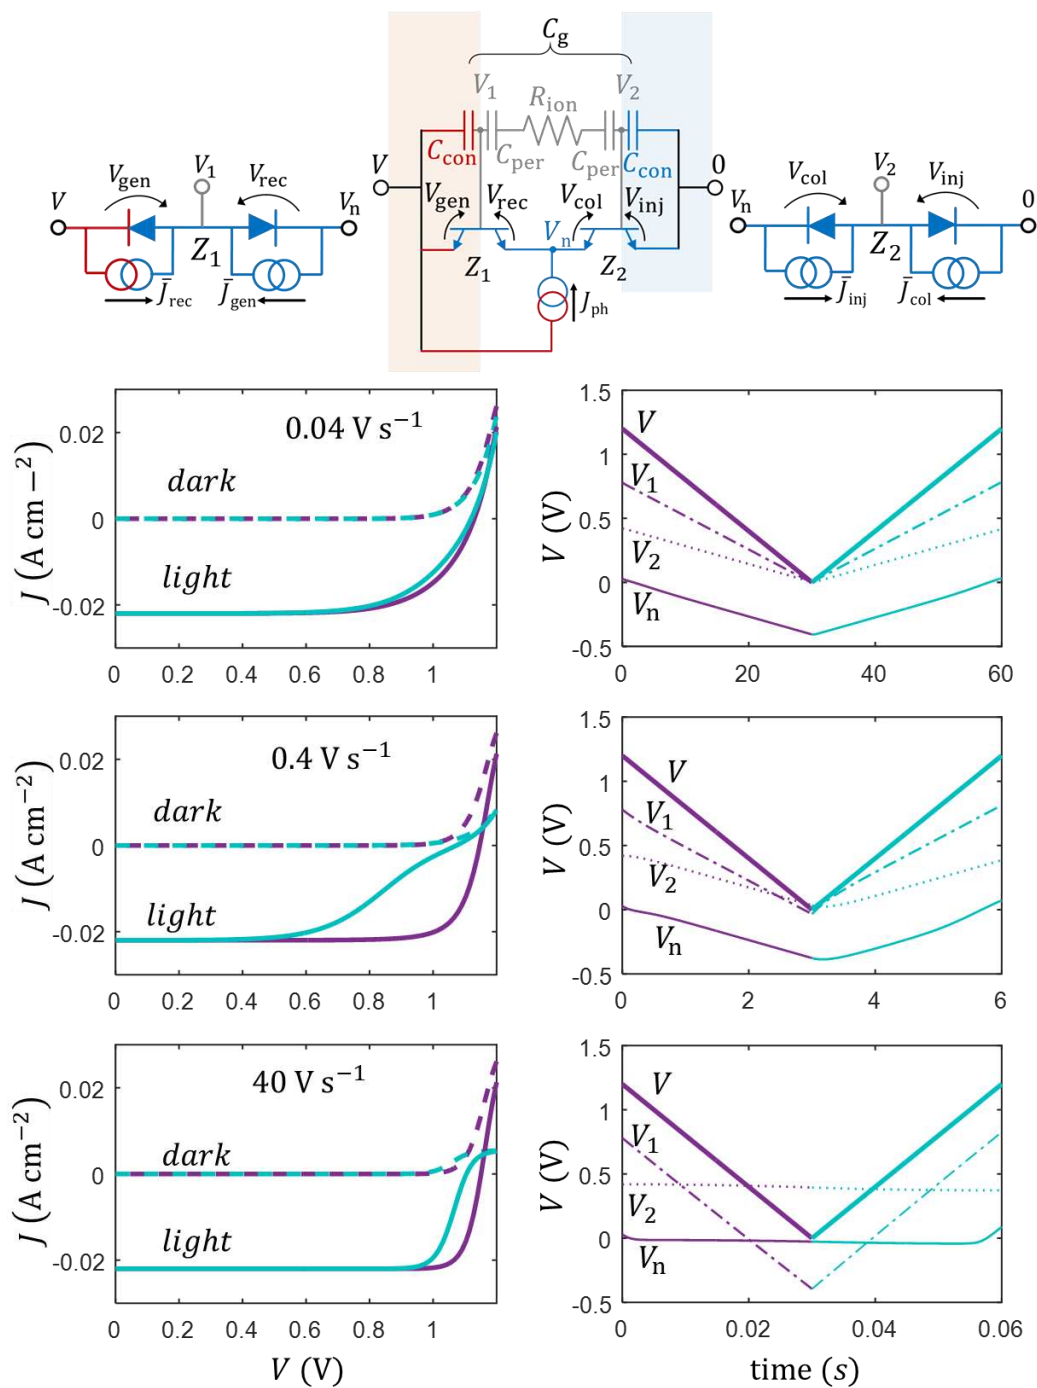 C_g
V_1 V_2
R_ion
C_con C_per C_per C_con
V 0
V_gen V_rec V_col V_inj
V_n
Z_1 Z_2
J_ph
V_gen V_1 V_rec
V V_n
Z_1
J̄_rec J̄_gen
V_col V_2 V_inj
V_n 0
Z_2
J̄_inj J̄_col
0.04 V s⁻¹
dark
light
J (A cm−²)
0.02
0
-0.02
0 0.2 0.4 0.6 0.8 1
V
V_1
V_2
V_n
V (V)
1.5
1
0.5
0
-0.5
0 20 40 60
0.4 V s⁻¹
dark
light
J (A cm⁻²)
0.02
0
-0.02
0 0.2 0.4 0.6 0.8 1
V
V_1
V_2
V_n
V (V)
1.5
1
0.5
0
-0.5
0 2 4 6
40 V s⁻¹
dark
light
J (A cm⁻²)
0.02
0
-0.02
0 0.2 0.4 0.6 0.8 1
V (V)
V
V_1
V_2
V_n
V (V)
1.5
1
0.5
0
-0.5
0 0.02 0.04 0.06
time (s)